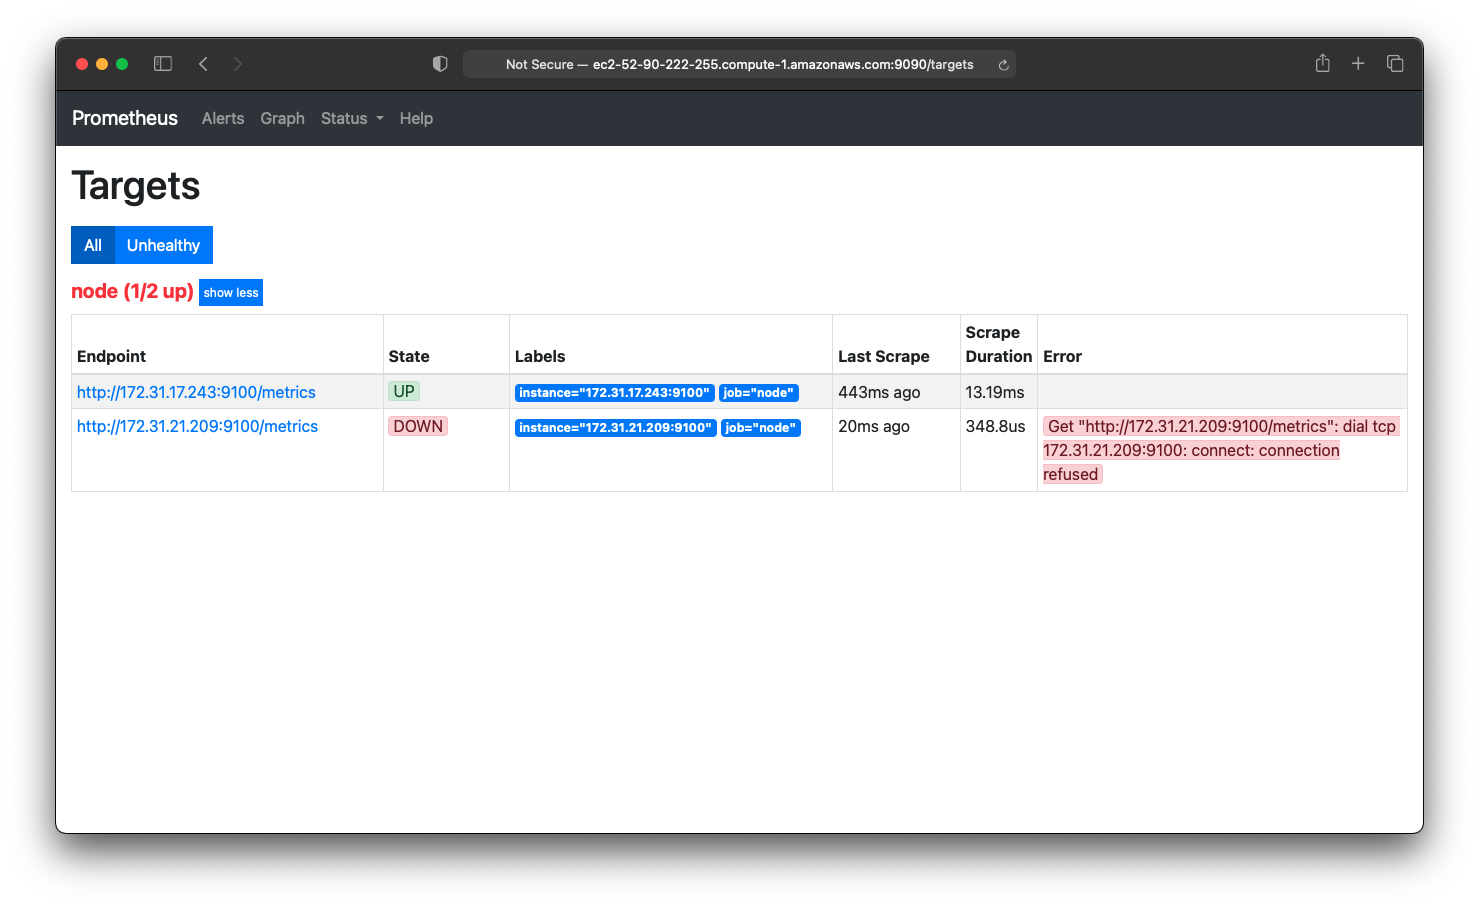 Not Secure — ec2-52-90-222-255.compute-1.amazonaws.com:9090/targets
Prometheus Alerts Graph Status Help
Targets
All Unhealthy
node (1/2 up) show less
Endpoint State Labels Last Scrape Scrape Duration Error
http://172.31.17.243:9100/metrics UP instance="172.31.17.243:9100" job="node" 443ms ago 13.19ms
http://172.31.21.209:9100/metrics DOWN instance="172.31.21.209:9100" job="node" 20ms ago 348.8us Get "http://172.31.21.209:9100/metrics": dial tcp
172.31.21.209:9100: connect: connection
refused